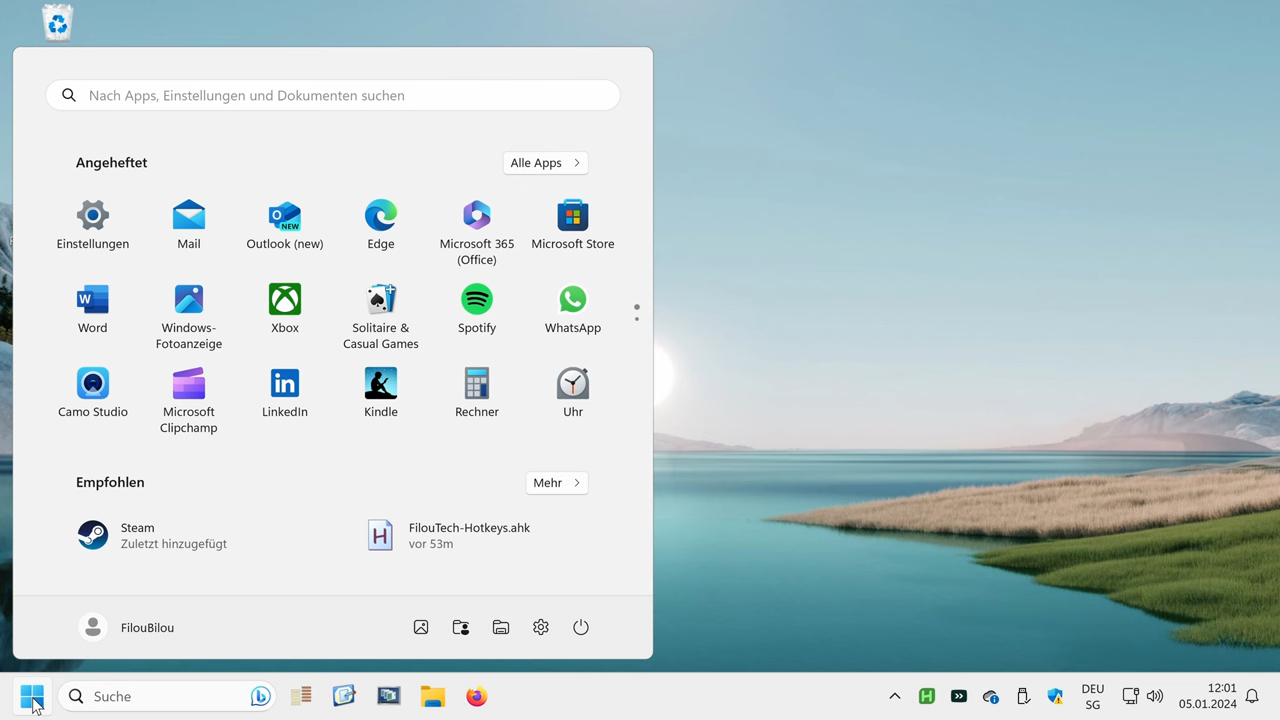 Nach Apps, Einstellungen und Dokumenten suchen
Angeheftet
Alle Apps
Einstellungen
Mail
Outlook (new)
Edge
Microsoft 365
(Office)
Microsoft Store
Word
Windows-
Fotoanzeige
Xbox
Solitaire &
Casual Games
Spotify
WhatsApp
Camo Studio
Microsoft
Clipchamp
LinkedIn
Kindle
Rechner
Uhr
Empfohlen
Mehr
Steam
Zuletzt hinzugefügt
FilouTech-Hotkeys.ahk
vor 53m
FilouBilou
Suche
DEU
SG
12:01
05.01.2024